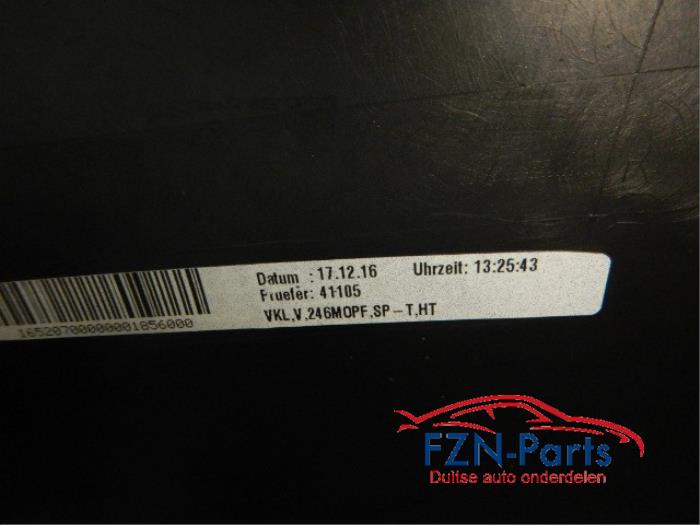 Datum : 17.12.16 Uhrzeit: 13:25:43
Pruefer: 41105
VKL,V,246MOPF,SP-T,HT
16520700000001856000
FZN-Parts
Duitse auto onderdelen